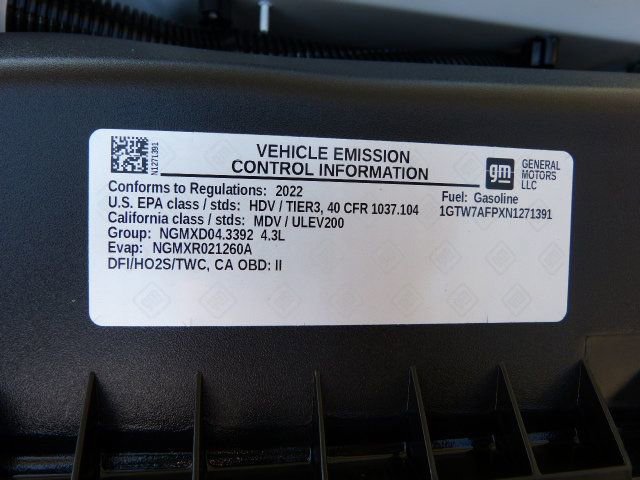 N1271391
VEHICLE EMISSION
CONTROL INFORMATION
gm
GENERAL
MOTORS
LLC
Conforms to Regulations: 2022
U.S. EPA class / stds: HDV / TIER3, 40 CFR 1037.104
California class / stds: MDV / ULEV200
Group: NGMXD04.3392 4.3L
Evap: NGMXR021260A
DFI/HO2S/TWC, CA OBD: II
Fuel: Gasoline
1GTW7AFPXN1271391